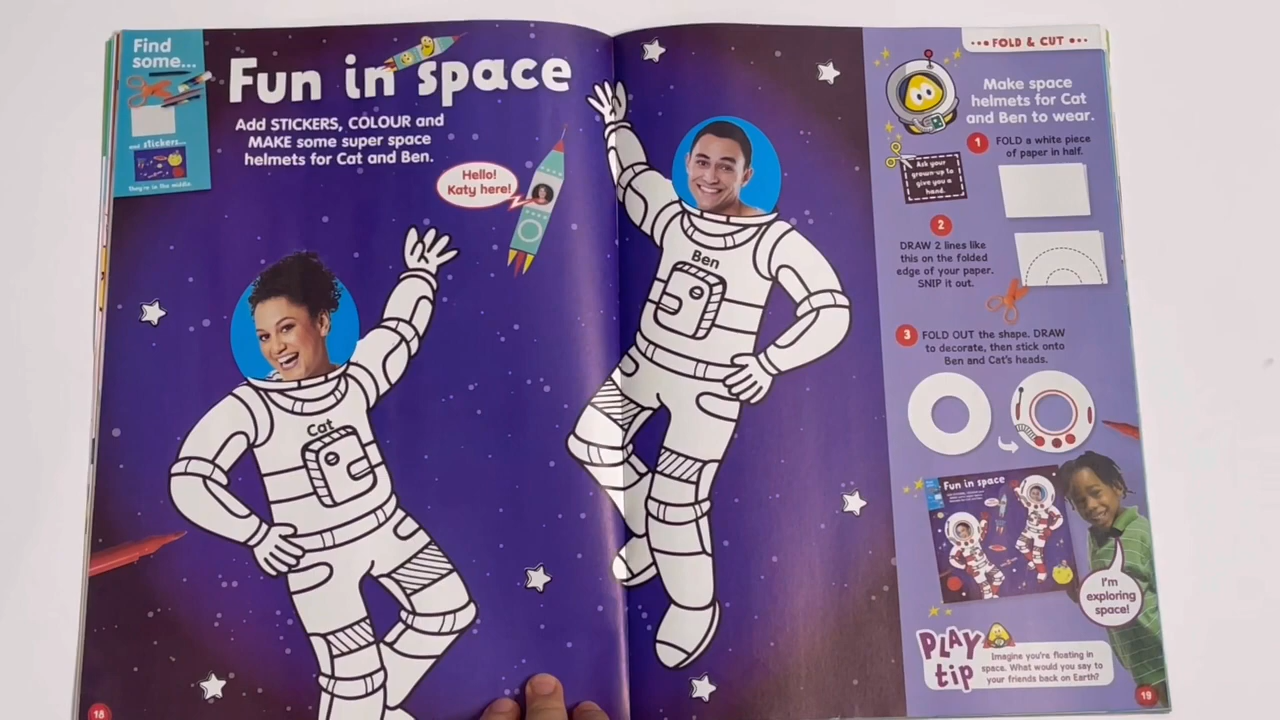 Find
some...
and stickers...
they're in the middle.
Fun in space
Add STICKERS, COLOUR and
MAKE some super space
helmets for Cat and Ben.
Hello!
Katy here!
Cat
Ben
18
FOLD & CUT
Make space
helmets for Cat
and Ben to wear.
Ask your
grown-up to
give you a
hand.
1 FOLD a white piece
of paper in half.
2
DRAW 2 lines like
this on the folded
edge of your paper.
SNIP it out.
3 FOLD OUT the shape. DRAW
to decorate, then stick onto
Ben and Cat's heads.
Fun in space
I'm
exploring
space!
PLAY
tip
Imagine you're floating in
space. What would you say to
your friends back on Earth?
19